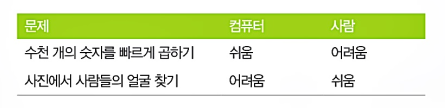 문제 컴퓨터 사람
수천 개의 숫자를 빠르게 곱하기 쉬움 어려움
사진에서 사람들의 얼굴 찾기 어려움 쉬움